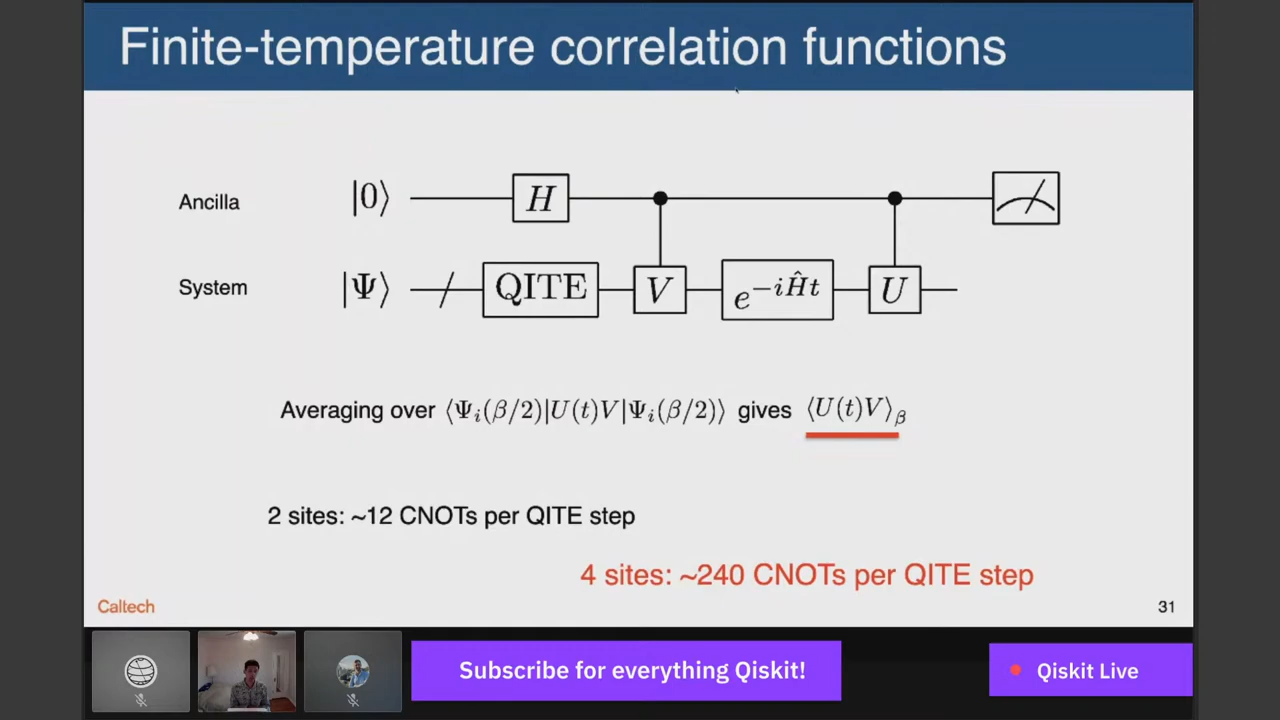 Finite-temperature correlation functions
Ancilla |0⟩ H
System |Ψ⟩ QITE V e^{-iĤt} U
Averaging over ⟨Ψ_i(β/2)|U(t)V|Ψ_i(β/2)⟩ gives ⟨U(t)V⟩_β
2 sites: ~12 CNOTs per QITE step
4 sites: ~240 CNOTs per QITE step
Caltech
31
Subscribe for everything Qiskit!
Qiskit Live